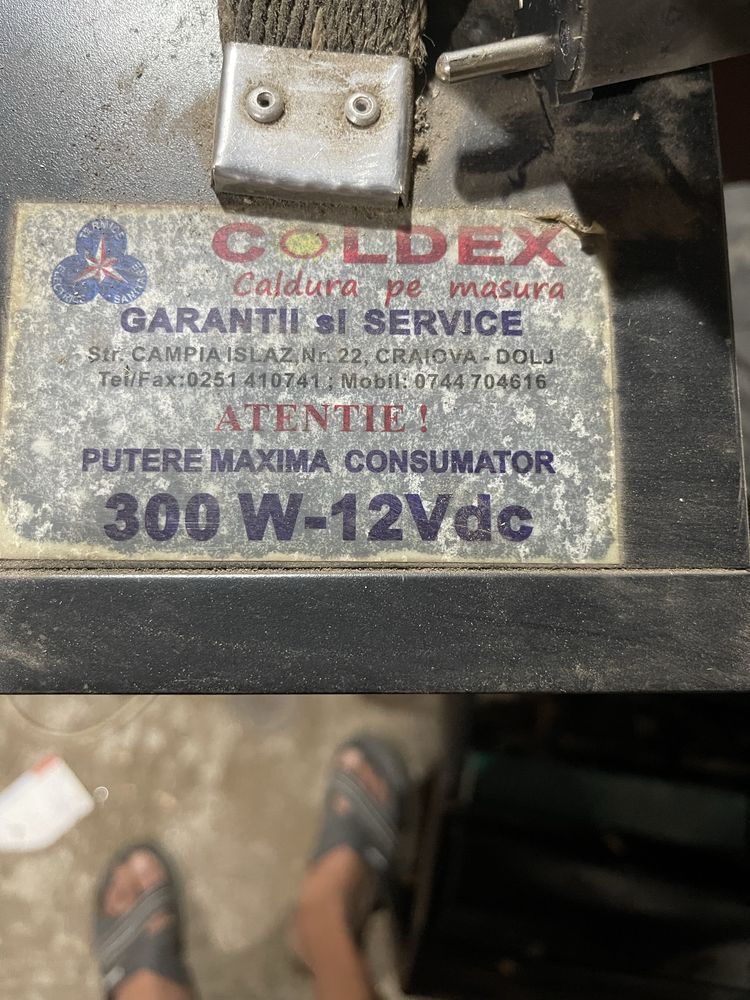 COLDEX
Caldura pe masura
GARANTII si SERVICE
Str. CAMPIA ISLAZ, Nr. 22, CRAIOVA - DOLJ
Tel/Fax:0251 410741 ; Mobil: 0744 704616
ATENTIE !
PUTERE MAXIMA CONSUMATOR
300 W-12Vdc